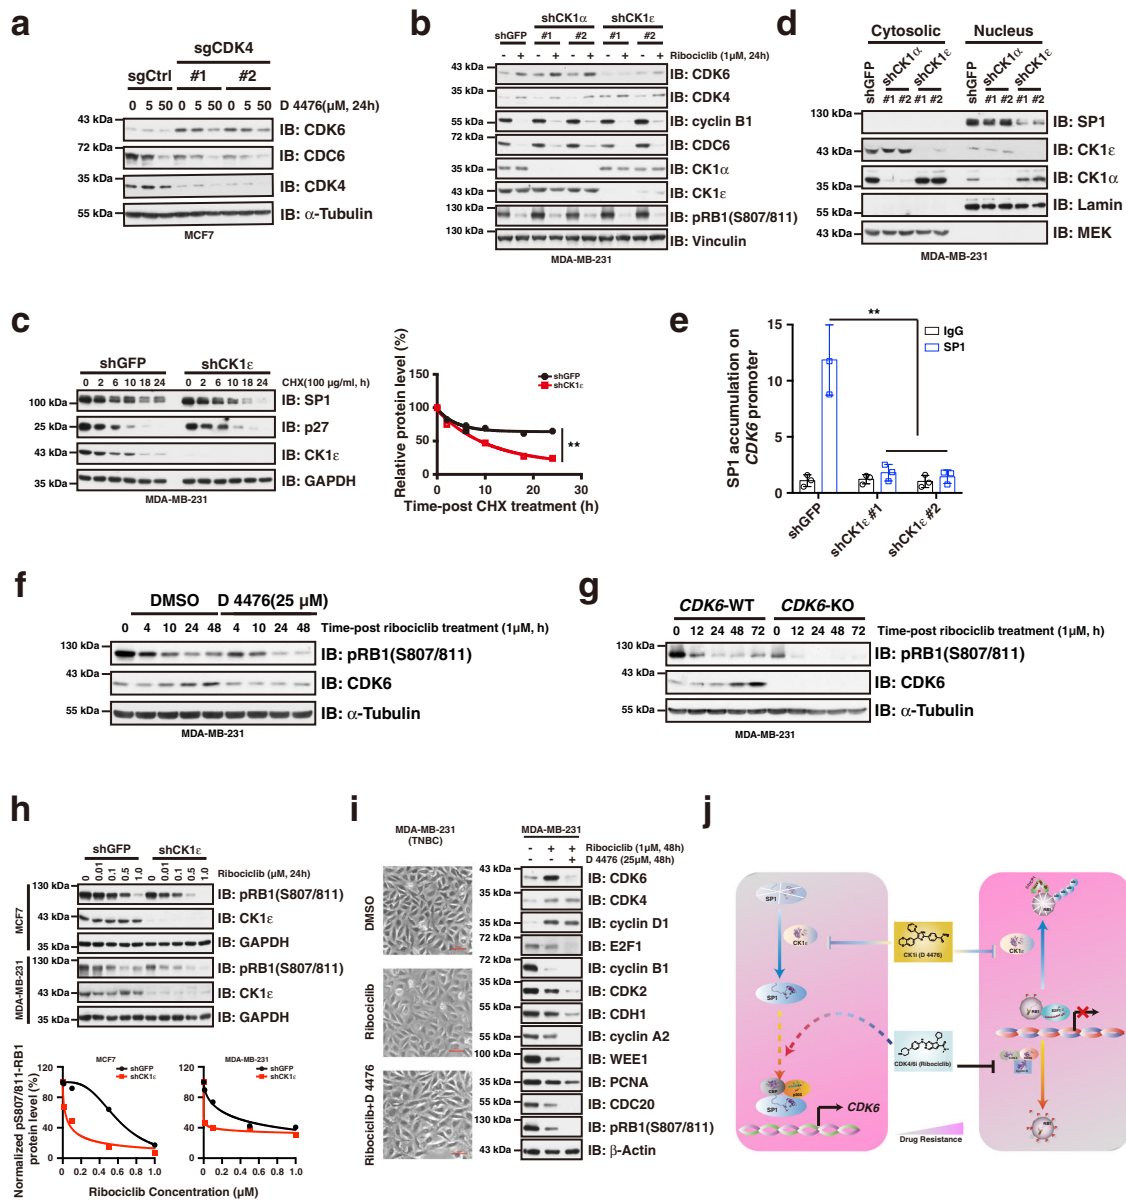 a
sgCDK4
sgCtrl #1 #2
0 5 50 0 5 50 0 5 50 D 4476(μM, 24h)
43 kDa IB: CDK6
72 kDa IB: CDC6
35 kDa IB: CDK4
55 kDa IB: α-Tubulin
MCF7
b
shCK1α shCK1ε
shGFP #1 #2 #1 #2
- + - + - + - + - + Ribociclib (1μM, 24h)
43 kDa IB: CDK6
35 kDa IB: CDK4
55 kDa IB: cyclin B1
72 kDa IB: CDC6
35 kDa IB: CK1α
43 kDa IB: CK1ε
130 kDa IB: pRB1(S807/811)
130 kDa IB: Vinculin
MDA-MB-231
d
Cytosolic Nucleus
shGFP shCK1α shCK1ε shGFP shCK1α shCK1ε
#1 #2 #1 #2 #1 #2 #1 #2
130 kDa IB: SP1
43 kDa IB: CK1ε
35 kDa IB: CK1α
55 kDa IB: Lamin
43 kDa IB: MEK
MDA-MB-231
c
shGFP shCK1ε
0 2 6 10 18 24 0 2 6 10 18 24 CHX(100 μg/ml, h)
100 kDa IB: SP1
25 kDa IB: p27
43 kDa IB: CK1ε
35 kDa IB: GAPDH
MDA-MB-231
Relative protein level (%)
150
100
50
0
0 10 20 30
Time-post CHX treatment (h)
shGFP
shCK1ε
**
e
SP1 accumulation on
CDK6 promoter
15
10
5
0
**
IgG
SP1
shGFP
shCK1ε #1
shCK1ε #2
f
DMSO D 4476(25 μM)
0 4 10 24 48 4 10 24 48 Time-post ribociclib treatment (1μM, h)
130 kDa IB: pRB1(S807/811)
43 kDa IB: CDK6
55 kDa IB: α-Tubulin
MDA-MB-231
g
CDK6-WT CDK6-KO
0 12 24 48 72 0 12 24 48 72 Time-post ribociclib treatment (1μM, h)
130 kDa IB: pRB1(S807/811)
43 kDa IB: CDK6
55 kDa IB: α-Tubulin
MDA-MB-231
h
shGFP shCK1ε
0 0.01 0.1 0.5 1.0 0 0.01 0.1 0.5 1.0 Ribociclib (μM, 24h)
MCF7
130 kDa IB: pRB1(S807/811)
43 kDa IB: CK1ε
35 kDa IB: GAPDH
MDA-MB-231
130 kDa IB: pRB1(S807/811)
43 kDa IB: CK1ε
35 kDa IB: GAPDH
Normalized pS807/811-RB1
protein level (%)
MCF7
shGFP
shCK1ε
120
80
40
0
0 0.2 0.4 0.6 0.8 1.0
MDA-MB-231
shGFP
shCK1ε
120
80
40
0
0 0.2 0.4 0.6 0.8 1.0
Ribociclib Concentration (μM)
i
MDA-MB-231
(TNBC)
DMSO
Ribociclib
Ribociclib+D 4476
MDA-MB-231
- + + Ribociclib (1μM, 48h)
- - + D 4476 (25μM, 48h)
43 kDa IB: CDK6
35 kDa IB: CDK4
35 kDa IB: cyclin D1
72 kDa IB: E2F1
55 kDa IB: cyclin B1
35 kDa IB: CDK2
100 kDa IB: CDH1
55 kDa IB: cyclin A2
55 kDa IB: WEE1
100 kDa IB: PCNA
35 kDa IB: CDC20
55 kDa IB: pRB1(S807/811)
130 kDa
43 kDa IB: β-Actin
j
SP1
CK1ε
SP1
CBP
p300
SP1
CDK6
CK1i (D 4476)
CDK4/6i (Ribociclib)
Drug Resistance
CK1ε
RB1
RB1
RB1